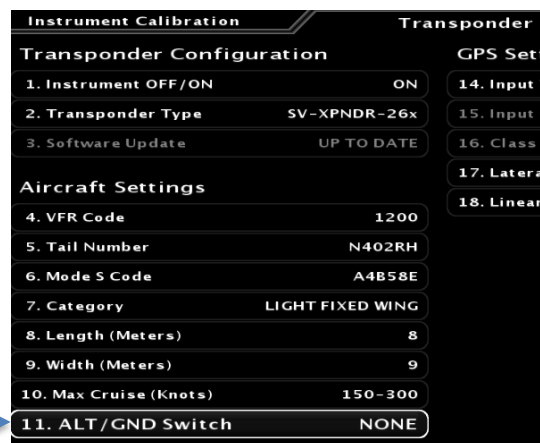 Instrument Calibration
Transponder
Transponder Configuration
1. Instrument OFF/ON ON
2. Transponder Type SV-XPNDR-26x
3. Software Update UP TO DATE
Aircraft Settings
4. VFR Code 1200
5. Tail Number N402RH
6. Mode S Code A4B58E
7. Category LIGHT FIXED WING
8. Length (Meters) 8
9. Width (Meters) 9
10. Max Cruise (Knots) 150-300
11. ALT/GND Switch NONE
GPS Set
14. Input
15. Input
16. Class
17. Latera
18. Linear